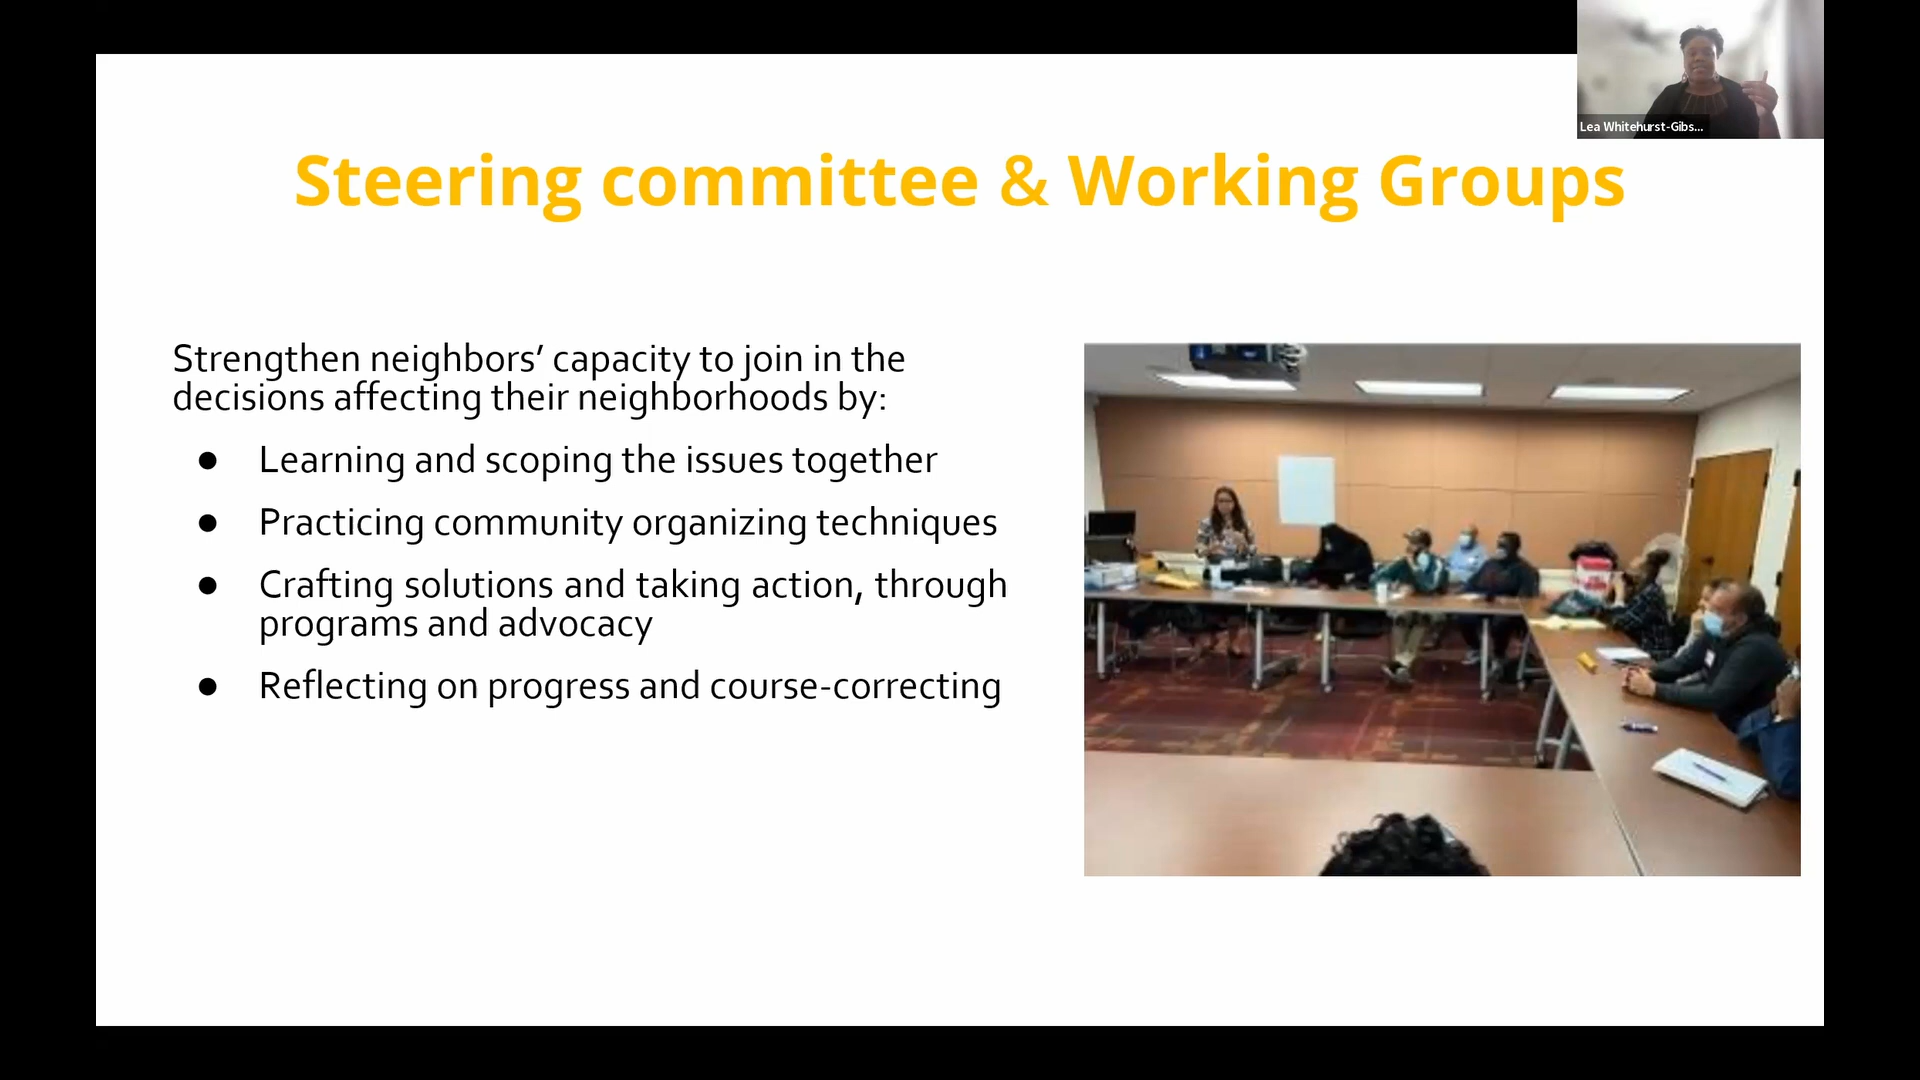 Lea Whitehurst-Gibs...
Steering committee & Working Groups
Strengthen neighbors’ capacity to join in the
decisions affecting their neighborhoods by:
● Learning and scoping the issues together
● Practicing community organizing techniques
● Crafting solutions and taking action, through
programs and advocacy
● Reflecting on progress and course-correcting